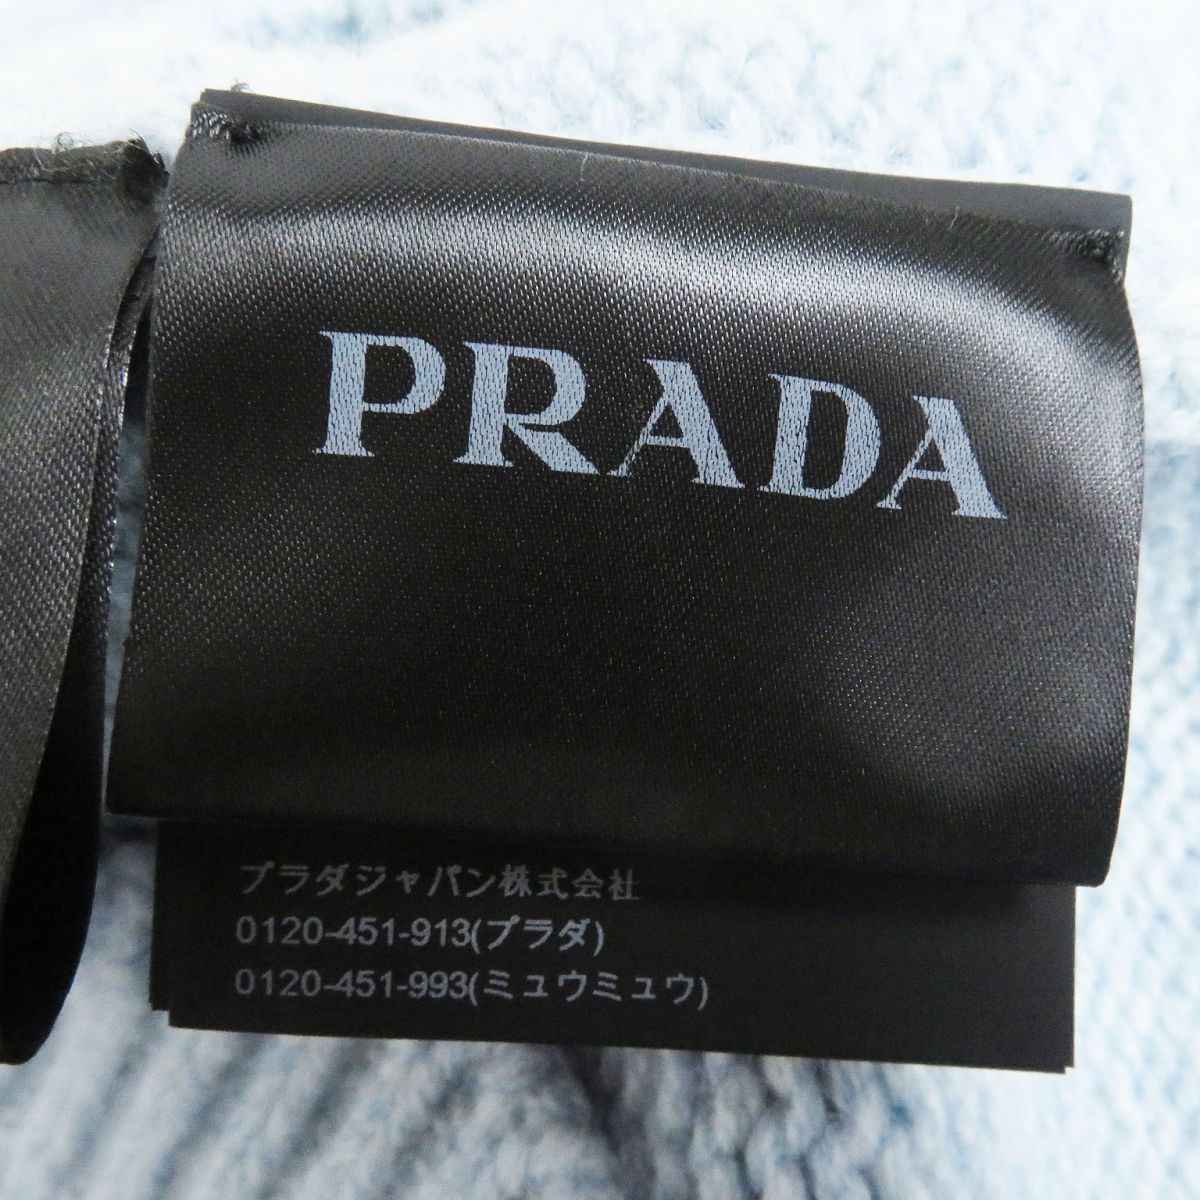 PRADA
プラダジャパン株式会社
0120-451-913(プラダ)
0120-451-993(ミュウミュウ)